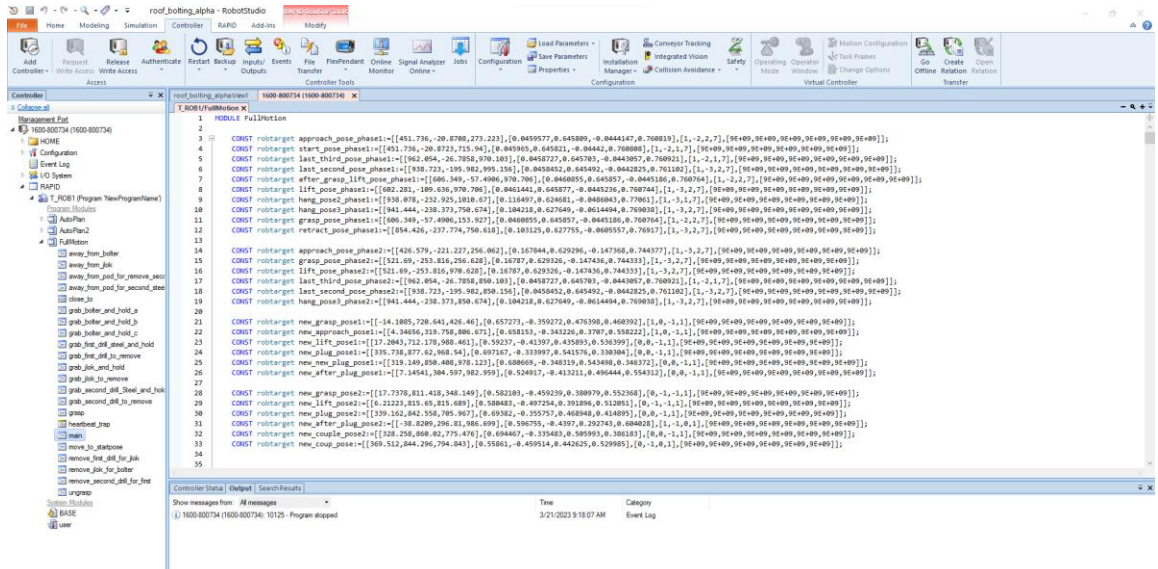 roof_bolting_alpha - RobotStudio
File Home Modeling Simulation Controller RAPID Add-Ins Modify
Add Controller Request Write Access Release Write Access Authenticate Restart Backup Inputs/ Outputs Events File Transfer FlexPendant Online Monitor Signal Analyzer Online Jobs Configuration Load Parameters Save Parameters Properties Installation Manager Conveyor Tracking Integrated Vision Collision Avoidance Safety Operating Mode Operator Window Motion Configuration Task Frames Change Options Go Offline Create Relation Open Relation
Access Controller Tools Configuration Virtual Controller Transfer
Controller
Collapse all
Management Port
1600-800734 (1600-800734)
HOME
Configuration
Event Log
I/O System
RAPID
T_ROB1 (Program 'NewProgramName')
Program Modules
AutoPlan
AutoPlan2
FullMotion
away_from_bolter
away_from_jlok
away_from_pod_for_remove_seco
away_from_pod_for_second_stee
close_to
grab_bolter_and_hold_a
grab_bolter_and_hold_b
grab_bolter_and_hold_c
grab_first_drill_steel_and_hold
grab_first_drill_to_remove
grab_jlok_and_hold
grab_jlok_to_remove
grab_second_drill_Steel_and_hold
grab_second_drill_to_remove
grasp
heartbeat_trap
main
move_to_startpose
remove_first_drill_for_jlok
remove_jlok_for_bolter
remove_second_drill_for_first
ungrasp
System Modules
BASE
user
roof_bolting_alpha:View1 1600-800734 (1600-800734) X
T_ROB1/FullMotion X
1 MODULE FullMotion
2
3 CONST robtarget approach_pose_phase1:=[[451.736,-20.8708,273.223],[0.0459577,0.645809,-0.0444147,0.760819],[1,-2,2,7],[9E+09,9E+09,9E+09,9E+09,9E+09,9E+09]];
4 CONST robtarget start_pose_phase1:=[[451.736,-20.8723,715.94],[0.045965,0.645821,-0.04442,0.760808],[1,-2,1,7],[9E+09,9E+09,9E+09,9E+09,9E+09,9E+09]];
5 CONST robtarget last_third_pose_phase1:=[[962.054,-26.7858,970.103],[0.0458727,0.645703,-0.0443057,0.760921],[1,-2,1,7],[9E+09,9E+09,9E+09,9E+09,9E+09,9E+09]];
6 CONST robtarget last_second_pose_phase1:=[[938.723,-195.982,995.156],[0.0458452,0.645492,-0.0442825,0.761102],[1,-3,2,7],[9E+09,9E+09,9E+09,9E+09,9E+09,9E+09]];
7 CONST robtarget after_grasp_lift_pose_phase1:=[[606.349,-57.4906,970.706],[0.0460855,0.645857,-0.0445186,0.760764],[1,-2,2,7],[9E+09,9E+09,9E+09,9E+09,9E+09,9E+09]];
8 CONST robtarget lift_pose_phase1:=[[602.281,-109.636,970.706],[0.0461441,0.645877,-0.0445236,0.760744],[1,-3,2,7],[9E+09,9E+09,9E+09,9E+09,9E+09,9E+09]];
9 CONST robtarget hang_pose2_phase1:=[[938.078,-232.925,1010.67],[0.116497,0.624681,-0.0486043,0.77061],[1,-3,1,7],[9E+09,9E+09,9E+09,9E+09,9E+09,9E+09]];
10 CONST robtarget hang_pose3_phase1:=[[941.444,-238.373,750.674],[0.104218,0.627649,-0.0614494,0.769038],[1,-3,2,7],[9E+09,9E+09,9E+09,9E+09,9E+09,9E+09]];
11 CONST robtarget grasp_pose_phase1:=[[606.349,-57.4906,153.927],[0.0460855,0.645857,-0.0445186,0.760764],[1,-2,2,7],[9E+09,9E+09,9E+09,9E+09,9E+09,9E+09]];
12 CONST robtarget retract_pose_phase1:=[[854.426,-237.774,750.618],[0.103125,0.627755,-0.0605557,0.76917],[1,-3,2,7],[9E+09,9E+09,9E+09,9E+09,9E+09,9E+09]];
13
14 CONST robtarget approach_pose_phase2:=[[426.579,-221.227,256.062],[0.167844,0.629296,-0.147368,0.744377],[1,-3,2,7],[9E+09,9E+09,9E+09,9E+09,9E+09,9E+09]];
15 CONST robtarget grasp_pose_phase2:=[[521.69,-253.816,256.628],[0.16787,0.629326,-0.147436,0.744333],[1,-3,2,7],[9E+09,9E+09,9E+09,9E+09,9E+09,9E+09]];
16 CONST robtarget lift_pose_phase2:=[[521.69,-253.816,970.628],[0.16787,0.629326,-0.147436,0.744333],[1,-3,2,7],[9E+09,9E+09,9E+09,9E+09,9E+09,9E+09]];
17 CONST robtarget last_third_pose_phase2:=[[962.054,-26.7858,850.103],[0.0458727,0.645703,-0.0443057,0.760921],[1,-2,1,7],[9E+09,9E+09,9E+09,9E+09,9E+09,9E+09]];
18 CONST robtarget last_second_pose_phase2:=[[938.723,-195.982,850.156],[0.0458452,0.645492,-0.0442825,0.761102],[1,-3,2,7],[9E+09,9E+09,9E+09,9E+09,9E+09,9E+09]];
19 CONST robtarget hang_pose3_phase2:=[[941.444,-238.373,850.674],[0.104218,0.627649,-0.0614494,0.769038],[1,-3,2,7],[9E+09,9E+09,9E+09,9E+09,9E+09,9E+09]];
20
21 CONST robtarget new_grasp_pose1:=[[-14.1085,720.641,426.46],[0.657273,-0.359272,0.476398,0.460392],[1,0,-1,1],[9E+09,9E+09,9E+09,9E+09,9E+09,9E+09]];
22 CONST robtarget new_approach_pose1:=[[4.34656,319.758,806.671],[0.658153,-0.343226,0.3707,0.558222],[1,0,-1,1],[9E+09,9E+09,9E+09,9E+09,9E+09,9E+09]];
23 CONST robtarget new_lift_pose1:=[[17.2043,712.178,988.461],[0.59237,-0.41397,0.435893,0.536399],[0,0,-1,1],[9E+09,9E+09,9E+09,9E+09,9E+09,9E+09]];
24 CONST robtarget new_plug_pose1:=[[335.738,877.62,968.54],[0.697167,-0.333997,0.541576,0.330304],[0,0,-1,1],[9E+09,9E+09,9E+09,9E+09,9E+09,9E+09]];
25 CONST robtarget new_new_plug_pose1:=[[319.149,850.408,978.123],[0.680669,-0.348319,0.543498,0.346372],[0,0,-1,1],[9E+09,9E+09,9E+09,9E+09,9E+09,9E+09]];
26 CONST robtarget new_after_plug_pose1:=[[7.14541,304.597,982.959],[0.524917,-0.413211,0.496444,0.554312],[0,0,-1,1],[9E+09,9E+09,9E+09,9E+09,9E+09,9E+09]];
27
28 CONST robtarget new_grasp_pose2:=[[17.7378,811.418,348.149],[0.582103,-0.459239,0.380979,0.552368],[0,-1,-1,1],[9E+09,9E+09,9E+09,9E+09,9E+09,9E+09]];
29 CONST robtarget new_lift_pose2:=[[6.21223,815.65,815.689],[0.580483,-0.497254,0.391896,0.512051],[0,-1,-1,1],[9E+09,9E+09,9E+09,9E+09,9E+09,9E+09]];
30 CONST robtarget new_plug_pose2:=[[339.162,842.558,705.967],[0.69382,-0.355757,0.468948,0.414895],[0,0,-1,1],[9E+09,9E+09,9E+09,9E+09,9E+09,9E+09]];
31 CONST robtarget new_after_plug_pose2:=[[-38.8209,296.81,986.699],[0.596755,-0.4397,0.292743,0.604028],[1,-1,0,1],[9E+09,9E+09,9E+09,9E+09,9E+09,9E+09]];
32 CONST robtarget new_couple_pose2:=[[328.258,860.02,775.476],[0.694467,-0.335483,0.505993,0.386183],[0,0,-1,1],[9E+09,9E+09,9E+09,9E+09,9E+09,9E+09]];
33 CONST robtarget new_coup_pose:=[[369.512,844.296,794.843],[0.55861,-0.459514,0.442625,0.529985],[0,-1,0,1],[9E+09,9E+09,9E+09,9E+09,9E+09,9E+09]];
34
35
Controller Status Output Search Results
Show messages from: All messages Time Category
1600-800734 (1600-800734): 10125 - Program stopped 3/21/2023 9:18:07 AM Event Log